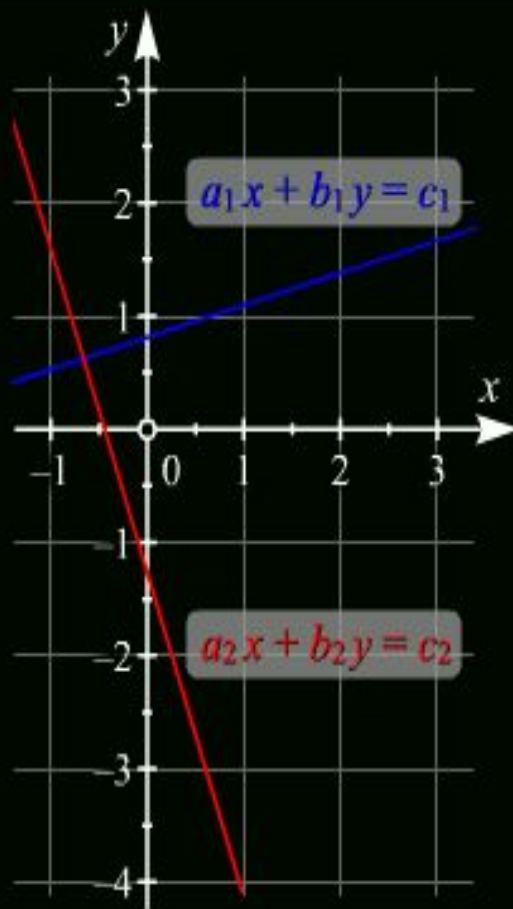 y
3
a₁x + b₁y = c₁
2
1
x
–1 0 1 2 3
–1
a₂x + b₂y = c₂
–2
–3
–4